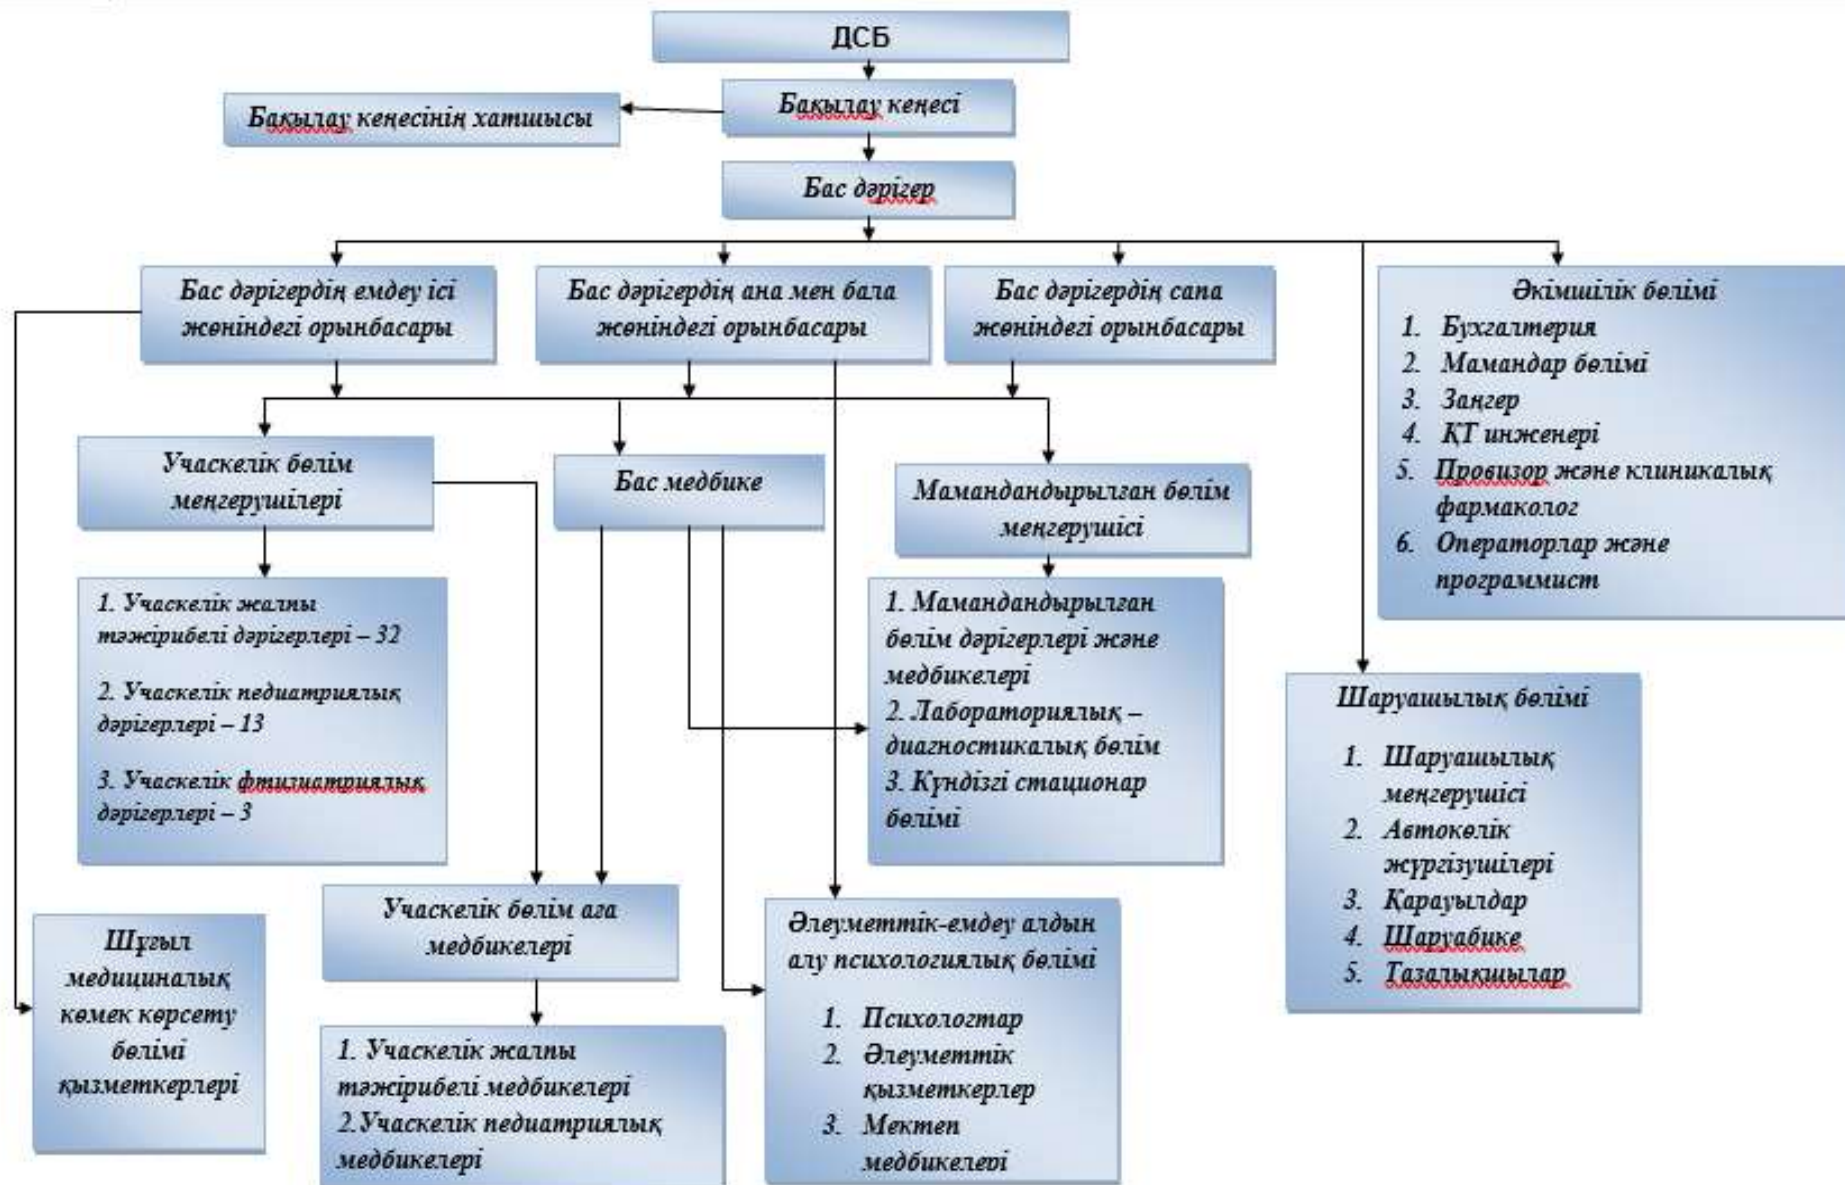 ДСБ
Бақылау кеңесі
Бақылау кеңесінің хатшысы
Бас дәрігер
Бас дәрігердің емдеу ісі
жөніндегі орынбасары
Бас дәрігердің ана мен бала
жөніндегі орынбасары
Бас дәрігердің сапа
жөніндегі орынбасары
Әкімшілік бөлімі
1. Бухгалтерия
2. Мамандар бөлімі
3. Заңгер
4. ҚТ инженері
5. Провизор және клиникалық
фармаколог
6. Операторлар және
программист
Учаскелік бөлім
меңгерушілері
Бас медбике
Мамандандырылған бөлім
меңгерушісі
1. Учаскелік жалпы
тәжірибелі дәрігерлері – 32
2. Учаскелік педиатриялық
дәрігерлері – 13
3. Учаскелік фтизиатриялық
дәрігерлері – 3
1. Мамандандырылған
бөлім дәрігерлері және
медбикелері
2. Лабораториялық –
диагностикалық бөлім
3. Күндізгі стационар
бөлімі
Шаруашылық бөлімі
1. Шаруашылық
меңгерушісі
2. Автокөлік
жүргізушілері
3. Қарауылдар
4. Шаруабике
5. Тазалықшылар
Шұғыл
медициналық
көмек көрсету
бөлімі
қызметкерлері
Учаскелік бөлім аға
медбикелері
Әлеуметтік-емдеу алдын
алу психологиялық бөлімі
1. Психологтар
2. Әлеуметтік
қызметкерлер
3. Мектеп
медбикелері
1. Учаскелік жалпы
тәжірибелі медбикелері
2.Учаскелік педиатриялық
медбикелері